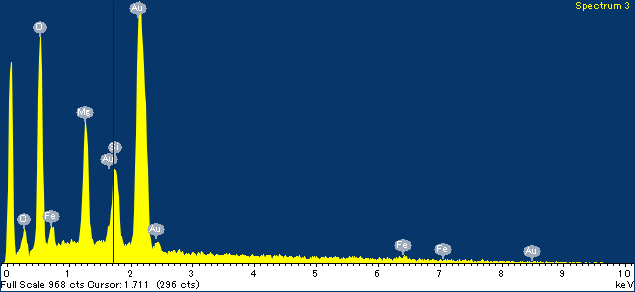 Spectrum 3
Au
O
Mg
Si
Au
O
Fe
Au
Fe
Fe
Au
0 1 2 3 4 5 6 7 8 9 10
Full Scale 968 cts Cursor: 1.711 (296 cts) keV